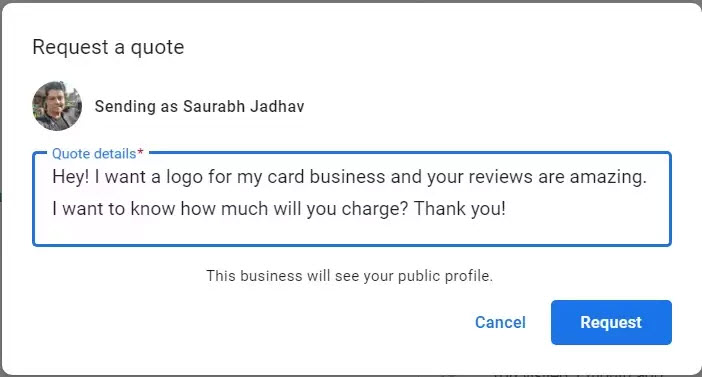 Request a quote
Sending as Saurabh Jadhav
Quote details*
Hey! I want a logo for my card business and your reviews are amazing.
I want to know how much will you charge? Thank you!
This business will see your public profile.
Cancel Request